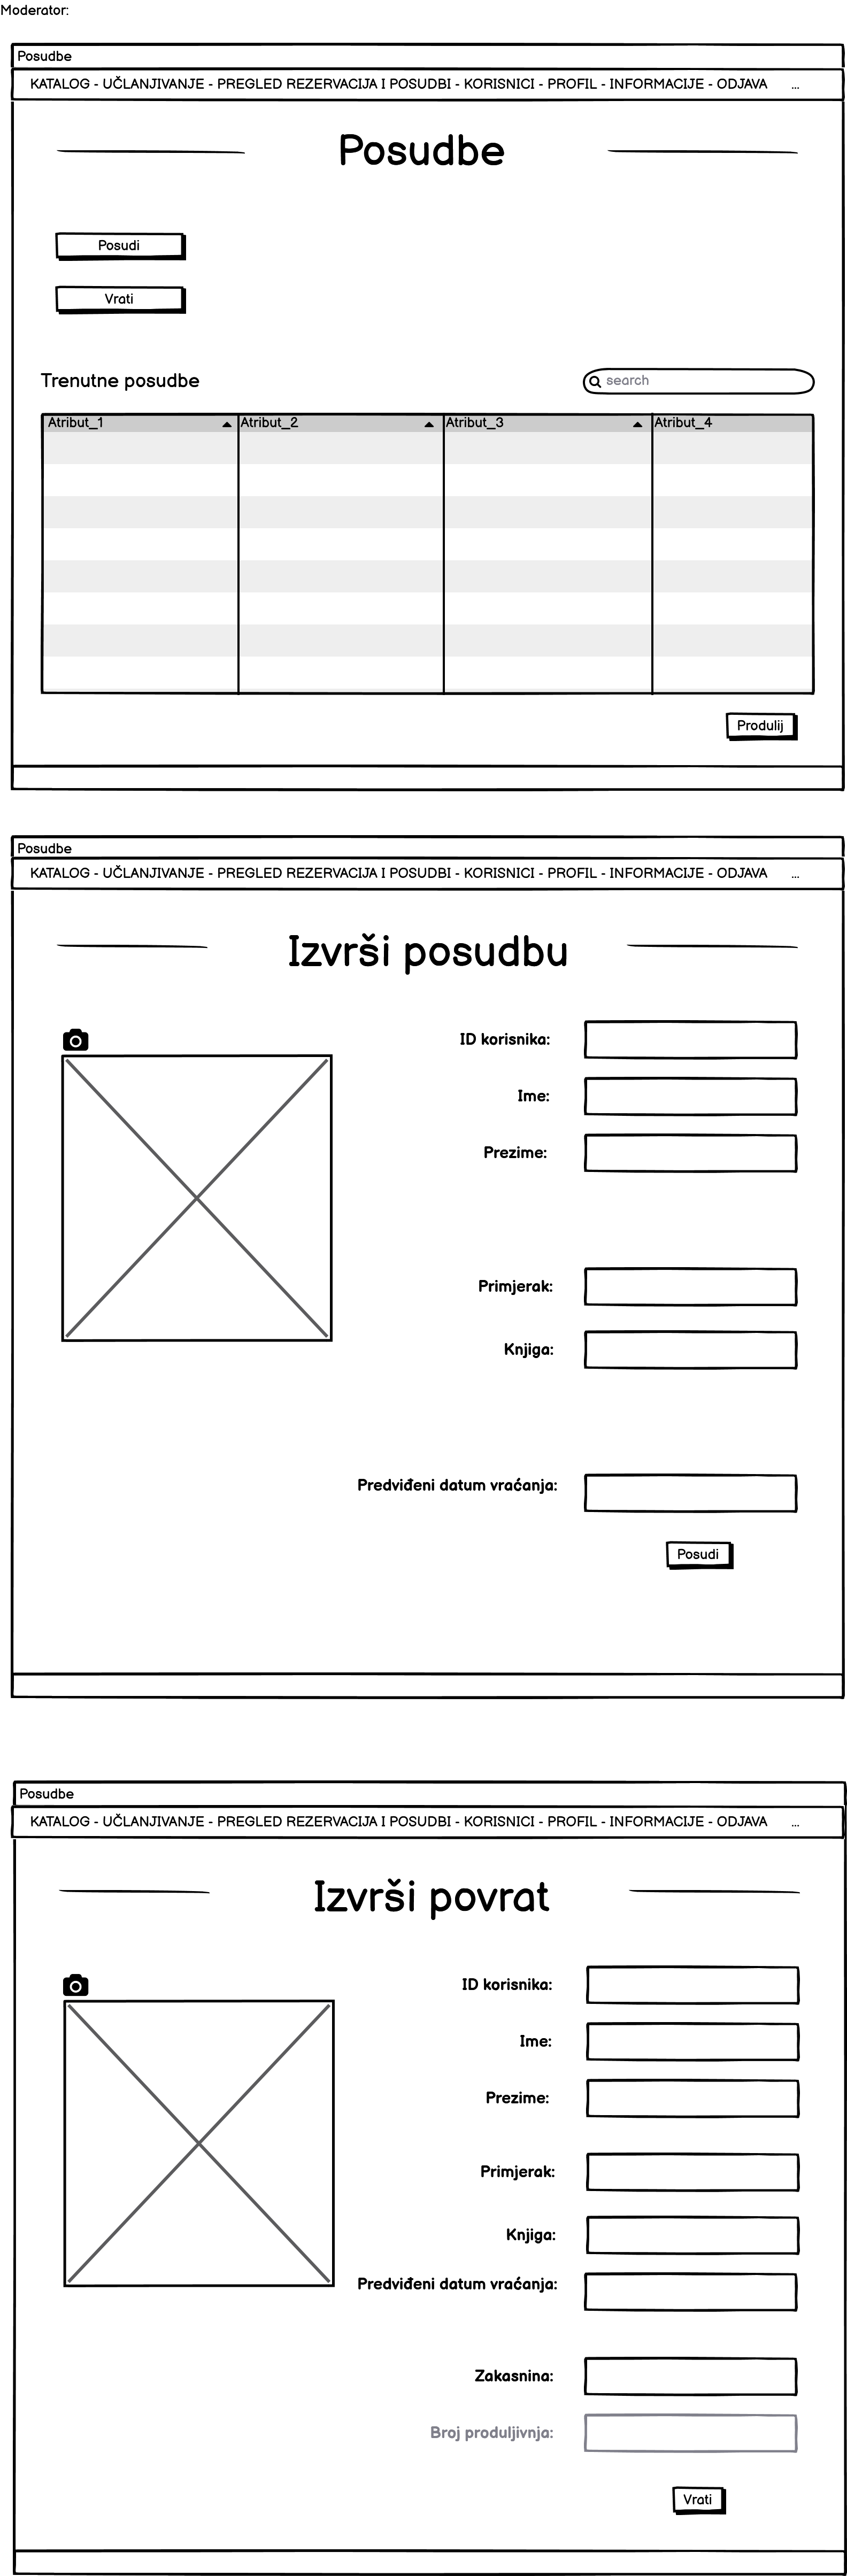 Moderator:
Posudbe
KATALOG - UČLANJIVANJE - PREGLED REZERVACIJA I POSUDBI - KORISNICI - PROFIL - INFORMACIJE - ODJAVA ...
Posudbe
Posudi
Vrati
Trenutne posudbe
search
Atribut_1 Atribut_2 Atribut_3 Atribut_4
Produlij
Posudbe
KATALOG - UČLANJIVANJE - PREGLED REZERVACIJA I POSUDBI - KORISNICI - PROFIL - INFORMACIJE - ODJAVA ...
Izvrši posudbu
ID korisnika:
Ime:
Prezime:
Primjerak:
Knjiga:
Predviđeni datum vraćanja:
Posudi
Posudbe
KATALOG - UČLANJIVANJE - PREGLED REZERVACIJA I POSUDBI - KORISNICI - PROFIL - INFORMACIJE - ODJAVA ...
Izvrši povrat
ID korisnika:
Ime:
Prezime:
Primjerak:
Knjiga:
Predviđeni datum vraćanja:
Zakasnina:
Broj produljivnja:
Vrati